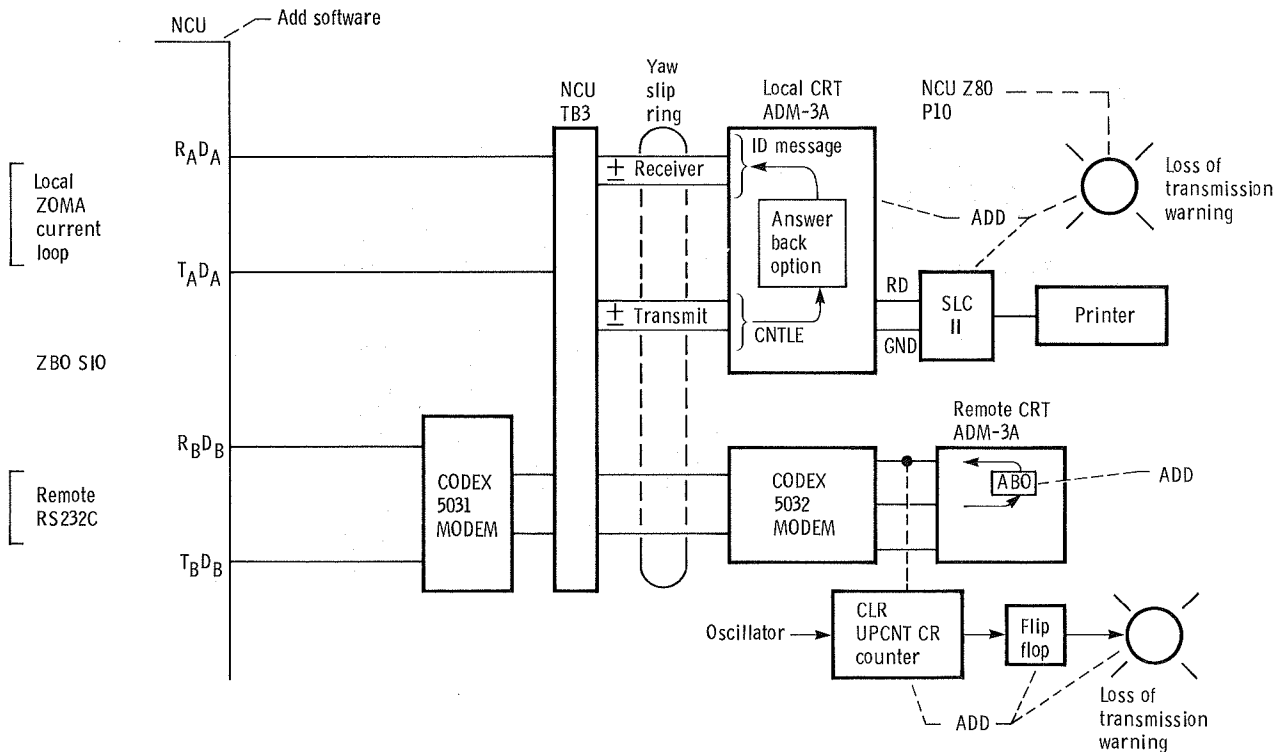 NCU
Add software
Local
ZOMA
current
loop
ZBO SIO
Remote
RS232C
RADA
TADA
RBDB
TBDB
NCU
TB3
Yaw
slip
ring
± Receiver
± Transmit
CODEX
5031
MODEM
Local CRT
ADM-3A
ID message
Answer
back
option
CNTLE
RD
GND
SLC
II
Printer
NCU Z80
P10
ADD
Loss of
transmission
warning
CODEX
5032
MODEM
Remote CRT
ADM-3A
ABO
ADD
Oscillator
CLR
UPCNT CR
counter
Flip
flop
ADD
Loss of
transmission
warning